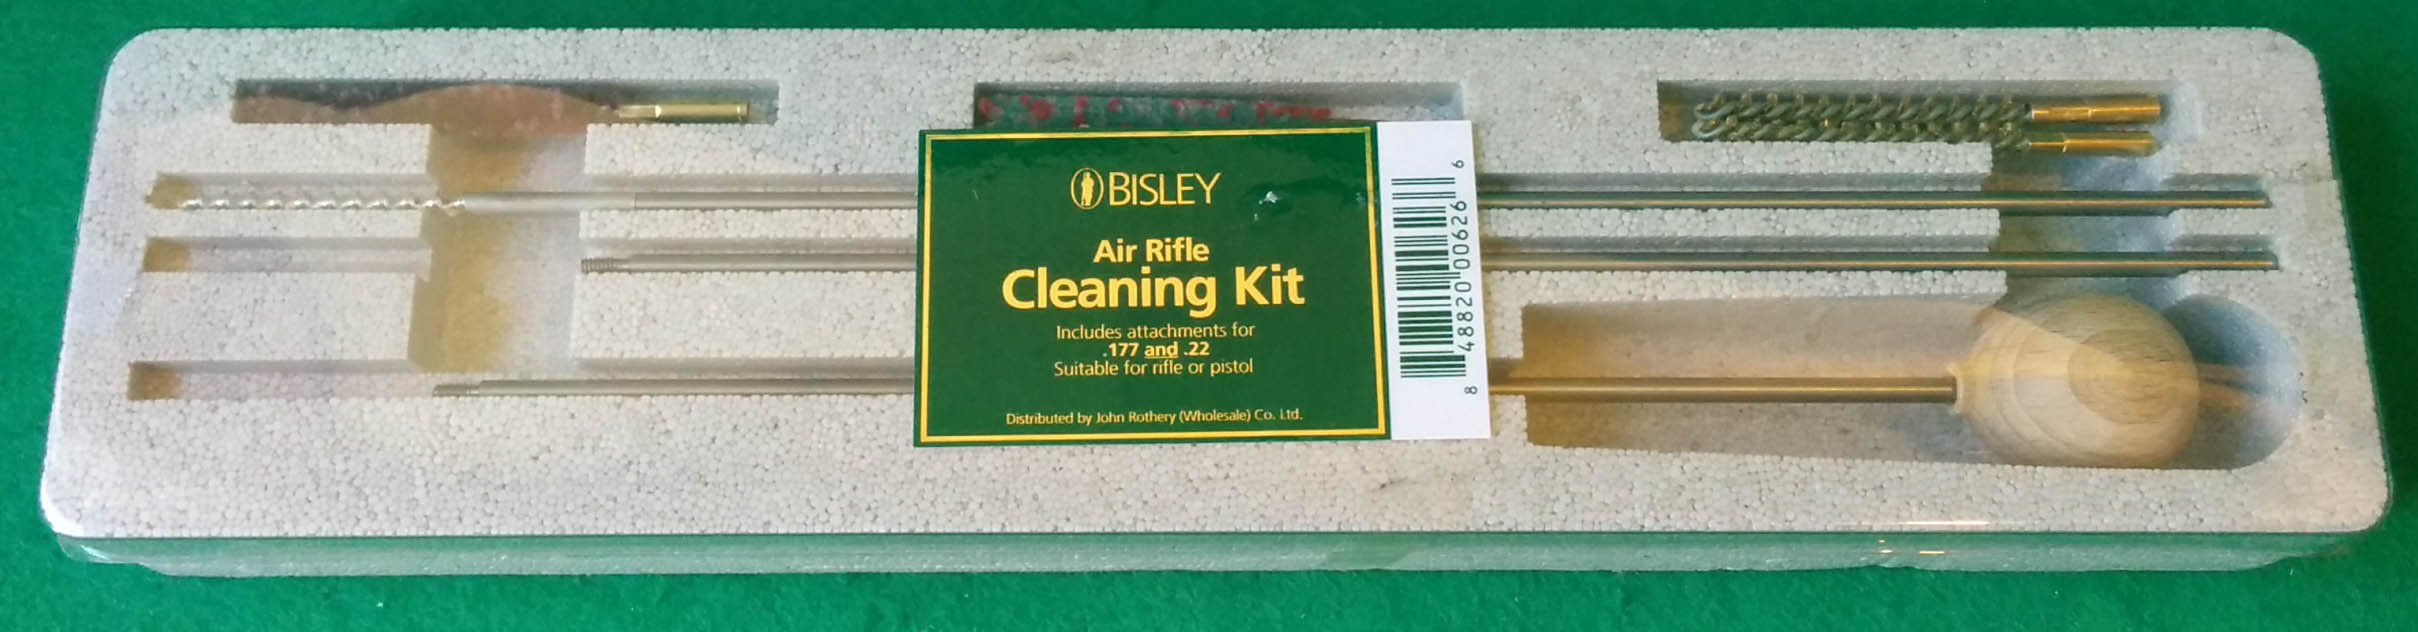 BISLEY
Air Rifle
Cleaning Kit
Includes attachments for
.177 and .22
Suitable for rifle or pistol
Distributed by John Rothery (Wholesale) Co. Ltd.
8 48820 00626 6